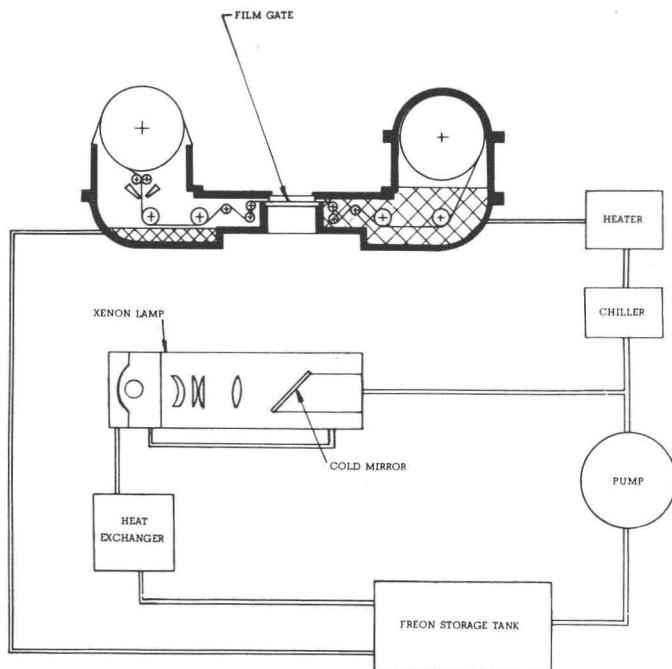 FILM GATE
HEATER
CHILLER
XENON LAMP
COLD MIRROR
PUMP
HEAT
EXCHANGER
FREON STORAGE TANK